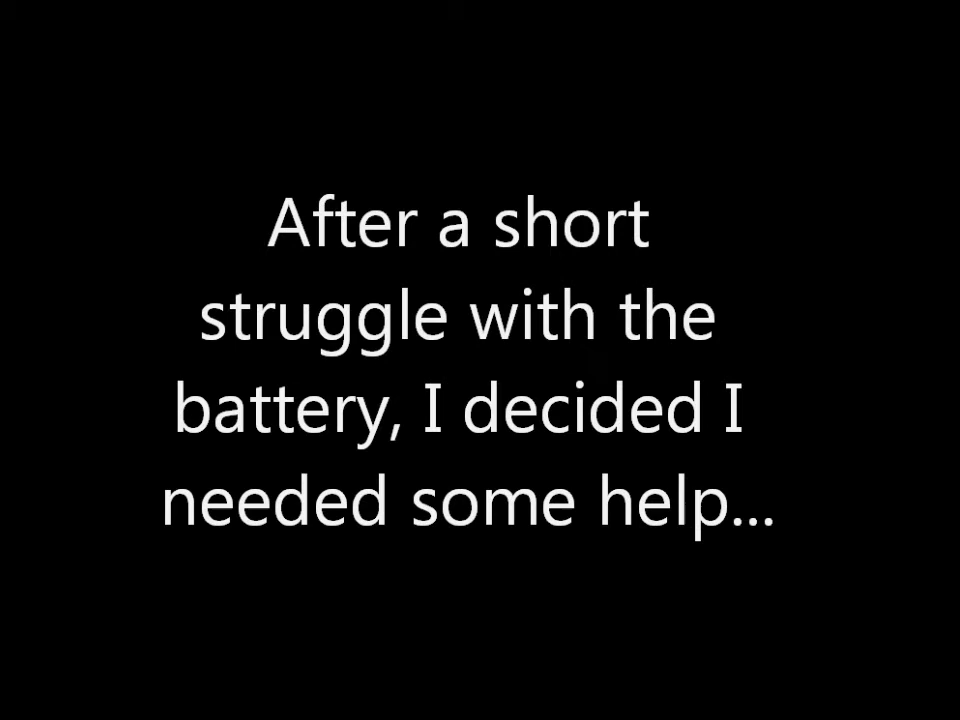 After a short
struggle with the
battery, I decided I
needed some help...